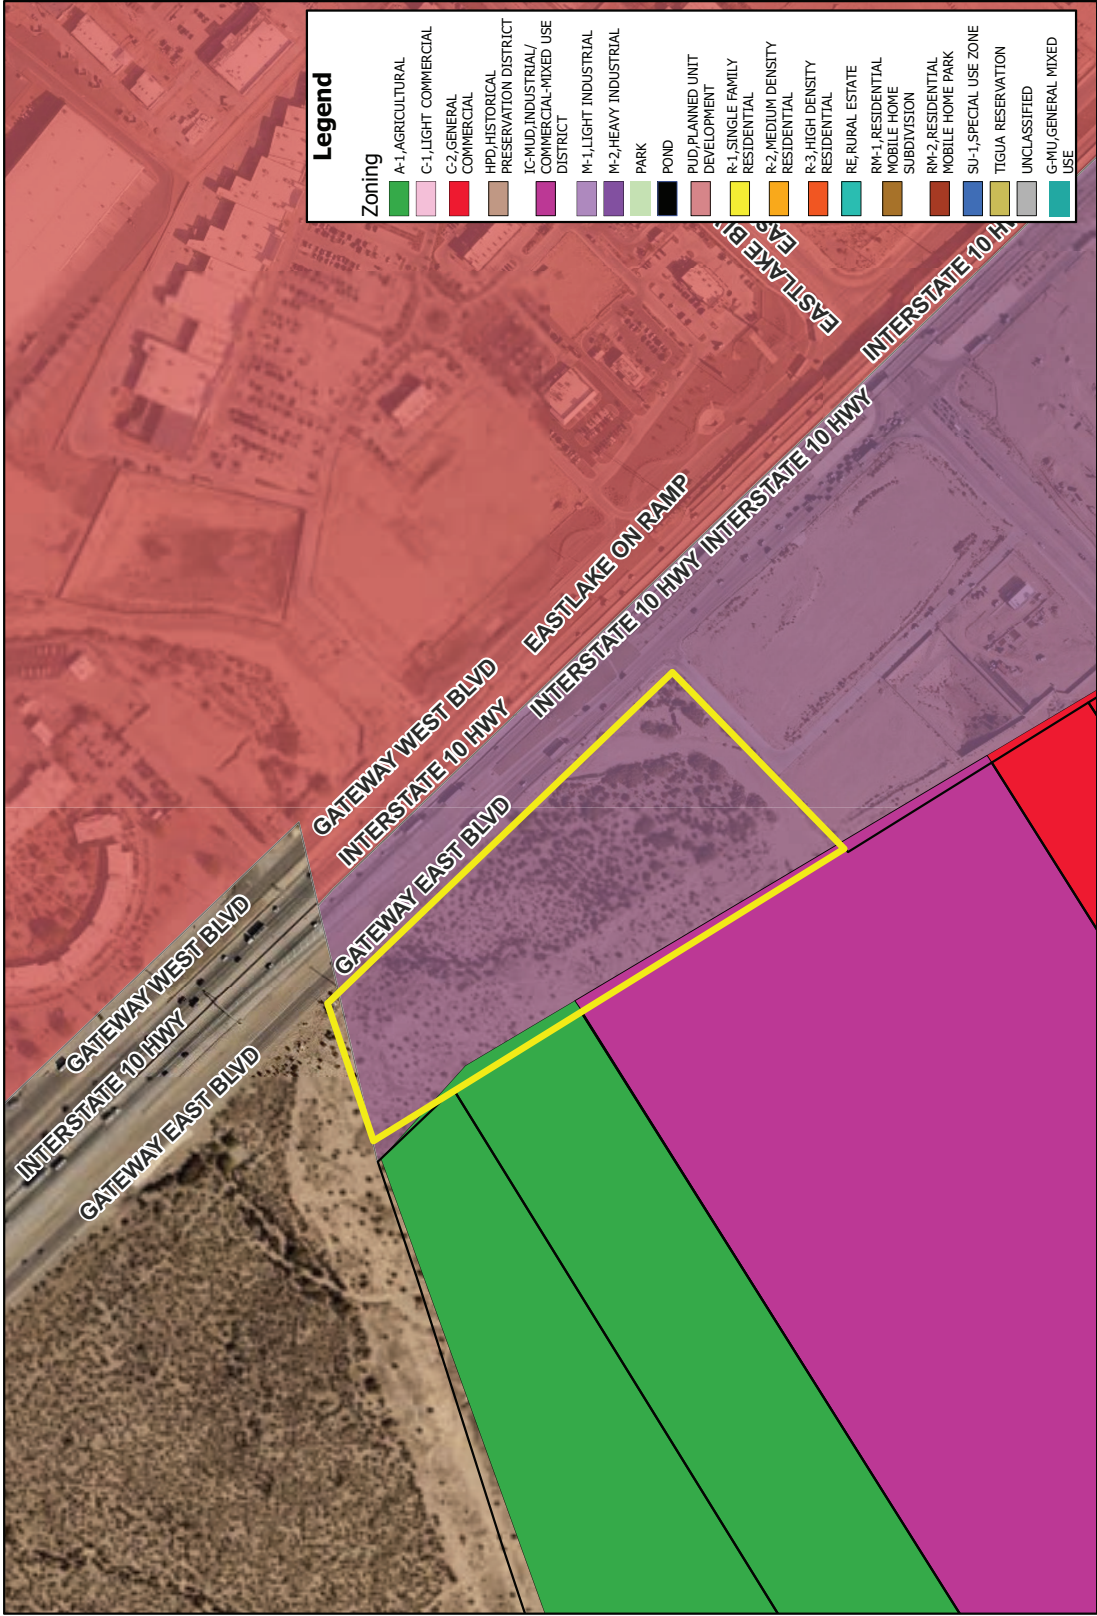 Legend
Zoning
A-1,AGRICULTURAL
C-1,LIGHT COMMERCIAL
C-2,GENERAL
COMMERCIAL
HPD,HISTORICAL
PRESERVATION DISTRICT
IC-MUD,INDUSTRIAL/
COMMERCIAL-MIXED USE
DISTRICT
M-1,LIGHT INDUSTRIAL
M-2,HEAVY INDUSTRIAL
PARK
POND
PUD,PLANNED UNIT
DEVELOPMENT
R-1,SINGLE FAMILY
RESIDENTIAL
R-2,MEDIUM DENSITY
RESIDENTIAL
R-3,HIGH DENSITY
RESIDENTIAL
RE,RURAL ESTATE
RM-1,RESIDENTIAL
MOBILE HOME
SUBDIVISION
RM-2,RESIDENTIAL
MOBILE HOME PARK
SU-1,SPECIAL USE ZONE
TIGUA RESERVATION
UNCLASSIFIED
G-MU,GENERAL MIXED
USE
EASTLAKE
INTERSTATE 10
INTERSTATE 10 HWY
EASTLAKE ON RAMP
INTERSTATE 10 HWY
GATEWAY WEST BLVD
INTERSTATE 10 HWY
GATEWAY EAST BLVD
GATEWAY WEST BLVD
INTERSTATE 10 HWY
GATEWAY EAST BLVD